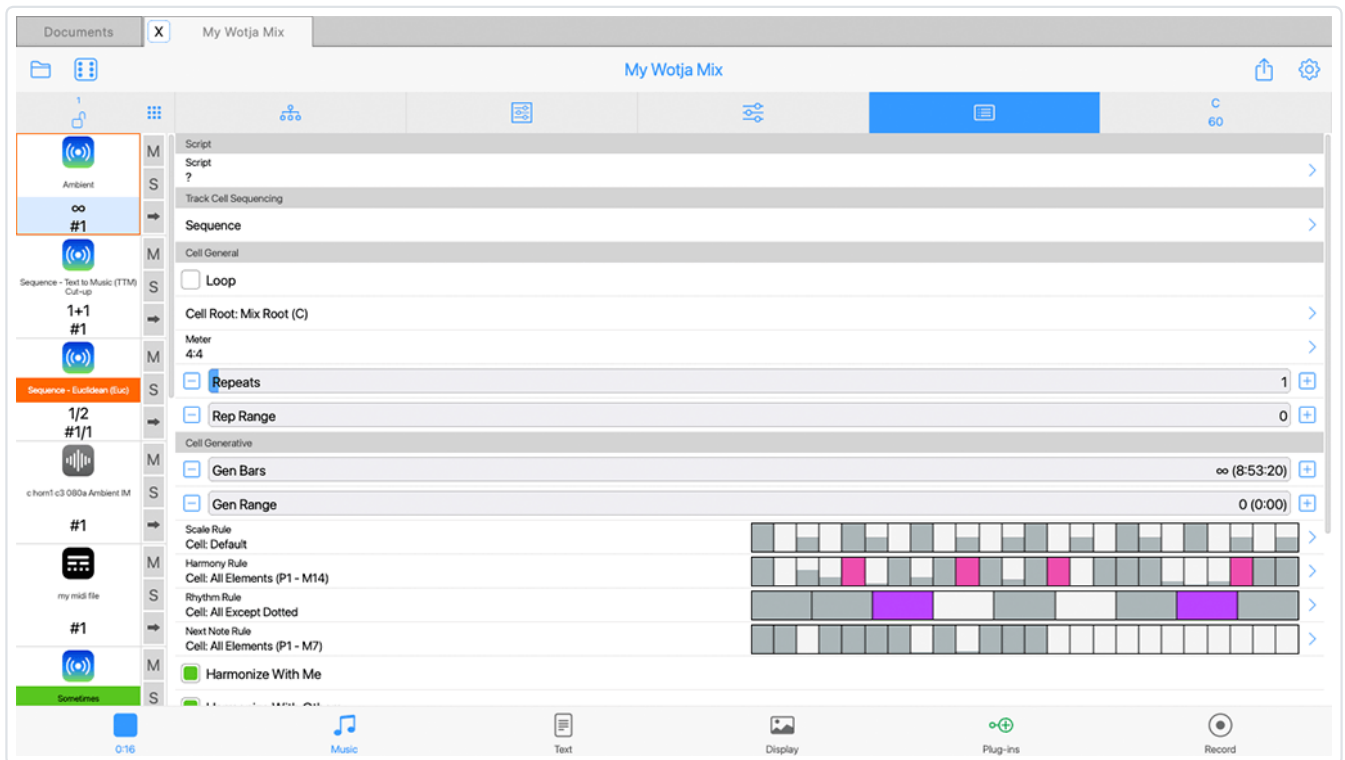 Documents
X
My Wotja Mix
My Wotja Mix
1
C
60
Ambient
∞
#1
M
S
Sequence - Text to Music (TTM)
Cut-up
1+1
#1
M
S
Sequence - Euclidean (Euc)
1/2
#1/1
M
S
c horn1 c3 080a Ambient IM
#1
M
S
my midi file
#1
M
S
Sometimes
M
S
Script
Script
?
Track Cell Sequencing
Sequence
Cell General
Loop
Cell Root: Mix Root (C)
Meter
4:4
Repeats 1
Rep Range 0
Cell Generative
Gen Bars ∞ (8:53:20)
Gen Range 0 (0:00)
Scale Rule
Cell: Default
Harmony Rule
Cell: All Elements (P1 - M14)
Rhythm Rule
Cell: All Except Dotted
Next Note Rule
Cell: All Elements (P1 - M7)
Harmonize With Me
0:16
Music
Text
Display
Plug-ins
Record